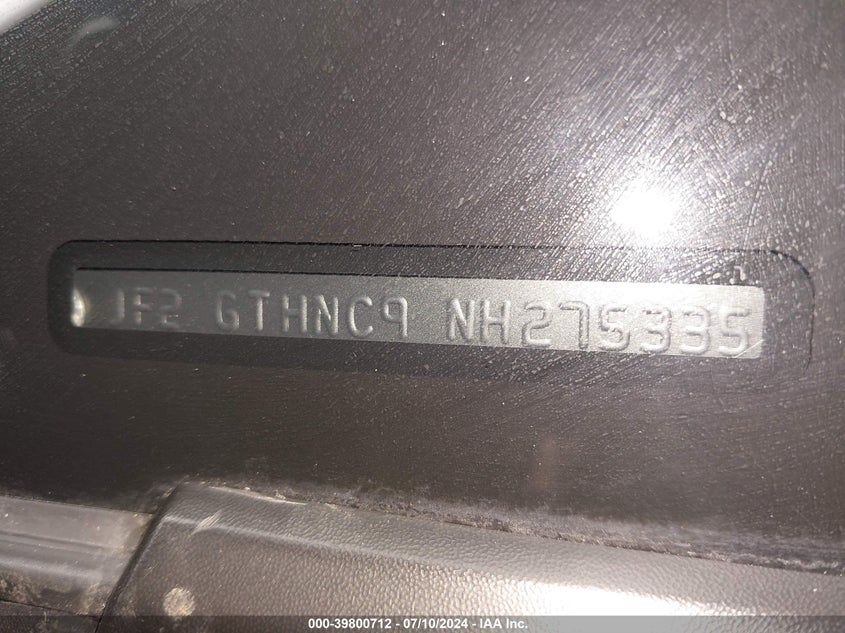 JF2 GTHNC9 NH275335
000-39800712 - 07/10/2024 - IAA Inc.